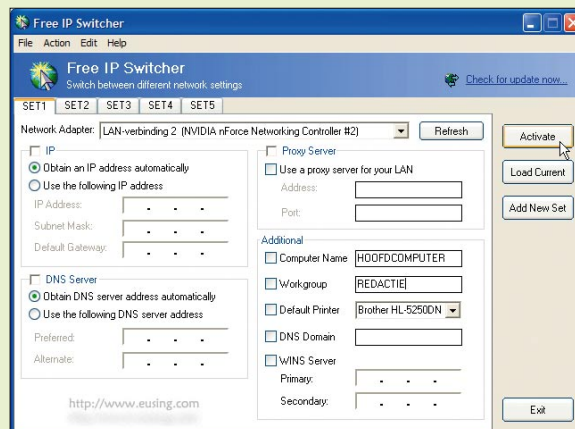 Free IP Switcher
File Action Edit Help
Free IP Switcher
Switch between different network settings
Check for update now...
SET1 SET2 SET3 SET4 SET5
Network Adapter: LAN-verbinding 2 (NVIDIA nForce Networking Controller #2) Refresh
IP
Obtain an IP address automatically
Use the following IP address
IP Address:
Subnet Mask:
Default Gateway:
DNS Server
Obtain DNS server address automatically
Use the following DNS server address
Preferred:
Alternate:
http://www.eusing.com
Proxy Server
Use a proxy server for your LAN
Address:
Port:
Additional
Computer Name HOOFDCOMPUTER
Workgroup REDACTIE
Default Printer Brother HL-5250DN
DNS Domain
WINS Server
Primary:
Secondary:
Activate
Load Current
Add New Set
Exit